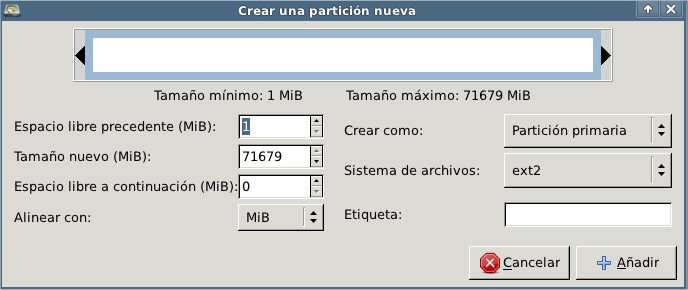 Crear una partición nueva
Tamaño mínimo: 1 MiB Tamaño máximo: 71679 MiB
Espacio libre precedente (MiB): 1
Tamaño nuevo (MiB): 71679
Espacio libre a continuación (MiB): 0
Alinear con: MiB
Crear como: Partición primaria
Sistema de archivos: ext2
Etiqueta:
Cancelar Añadir